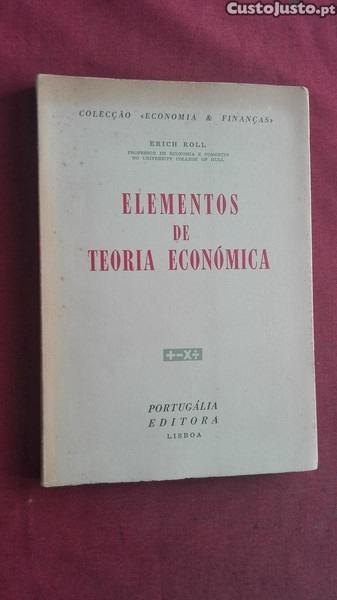 CustoJusto.pt
COLECÇÃO «ECONOMIA & FINANÇAS»
ERICH ROLL
PROFESSOR DE ECONOMIA E COMÉRCIO
NO UNIVERSITY COLLEGE OF HULL
ELEMENTOS
DE
TEORIA ECONÓMICA
+-×÷
PORTUGÁLIA
EDITORA
LISBOA